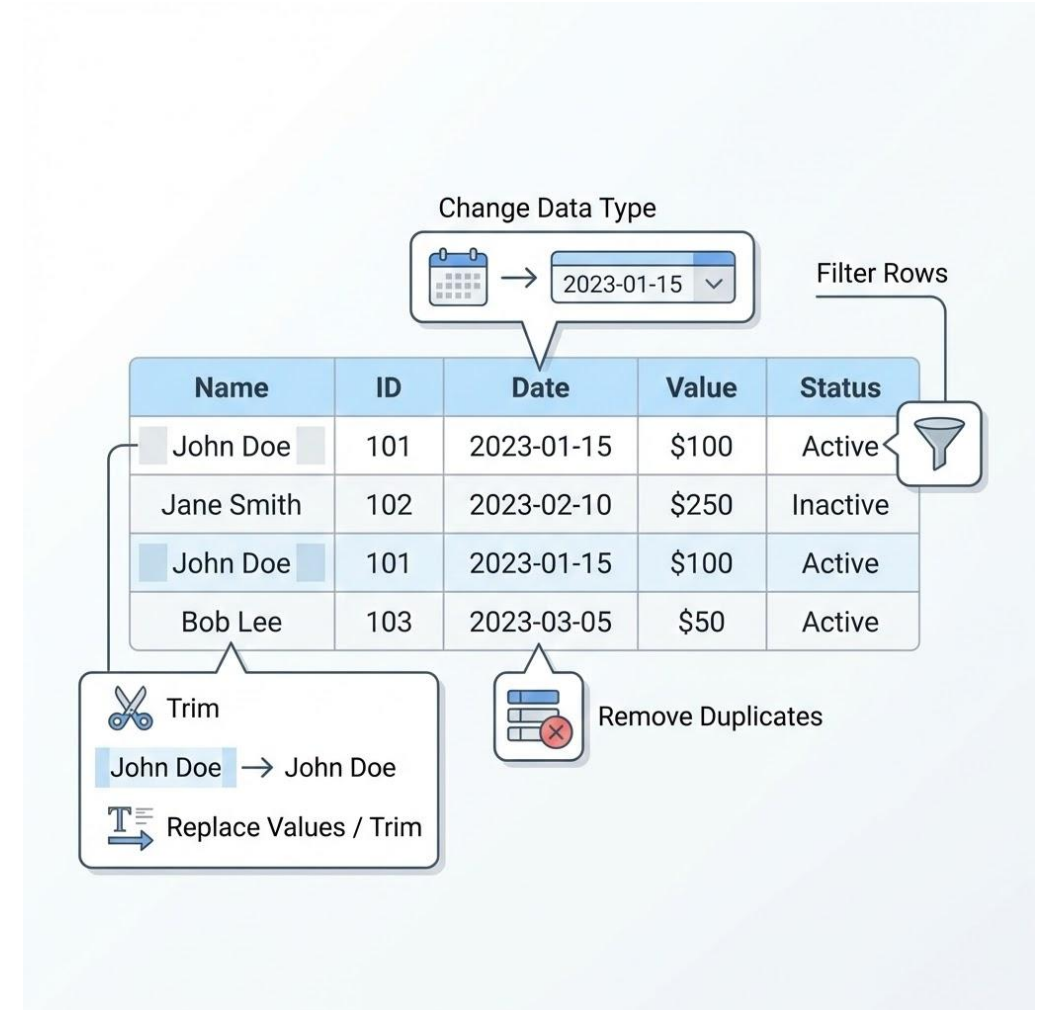 Change Data Type
2023-01-15
Filter Rows
Name ID Date Value Status
John Doe 101 2023-01-15 $100 Active
Jane Smith 102 2023-02-10 $250 Inactive
John Doe 101 2023-01-15 $100 Active
Bob Lee 103 2023-03-05 $50 Active
Trim
John Doe → John Doe
Replace Values / Trim
Remove Duplicates